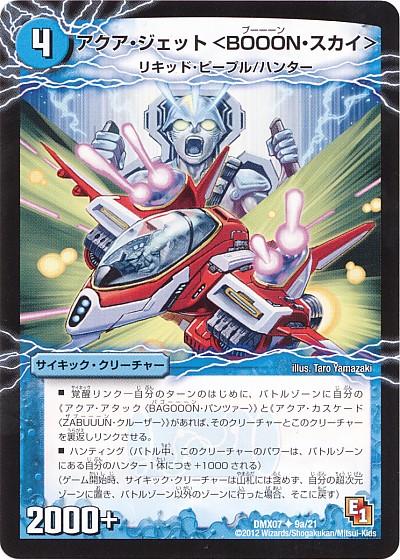 4
ブーーーン
アクア・ジェット<BOOON・スカイ>
リキッド・ピープル/ハンター
サイキック・クリーチャー
illus. Taro Yamazaki
■ 覚醒リンク―自分のターンのはじめに、バトルゾーンに自分の
《アクア・アタック〈BAGOOON・パンツァー〉》と《アクア・カスケード
〈ZABUUUN・クルーザー〉》があれば、そのクリーチャーとこのクリーチャー
を裏返しリンクさせる。
■ ハンティング (バトル中、このクリーチャーのパワーは、バトルゾーン
にある自分のハンター1体につき+1000される)
(ゲーム開始時、サイキック・クリーチャーは山札には含めず、自分の超次元
ゾーンに置き、バトルゾーン以外のゾーンに行った場合、そこに戻す)
2000+
DMX07 ◆ 9a/21
©2012 Wizards/Shogakukan/Mitsui-Kids
E1